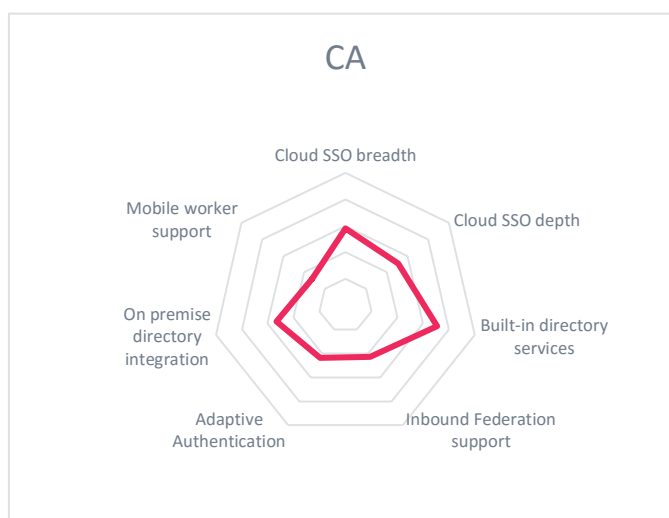 CA
Cloud SSO breadth
Mobile worker
support
Cloud SSO depth
On premise
directory
integration
Built-in directory
services
Adaptive
Authentication
Inbound Federation
support